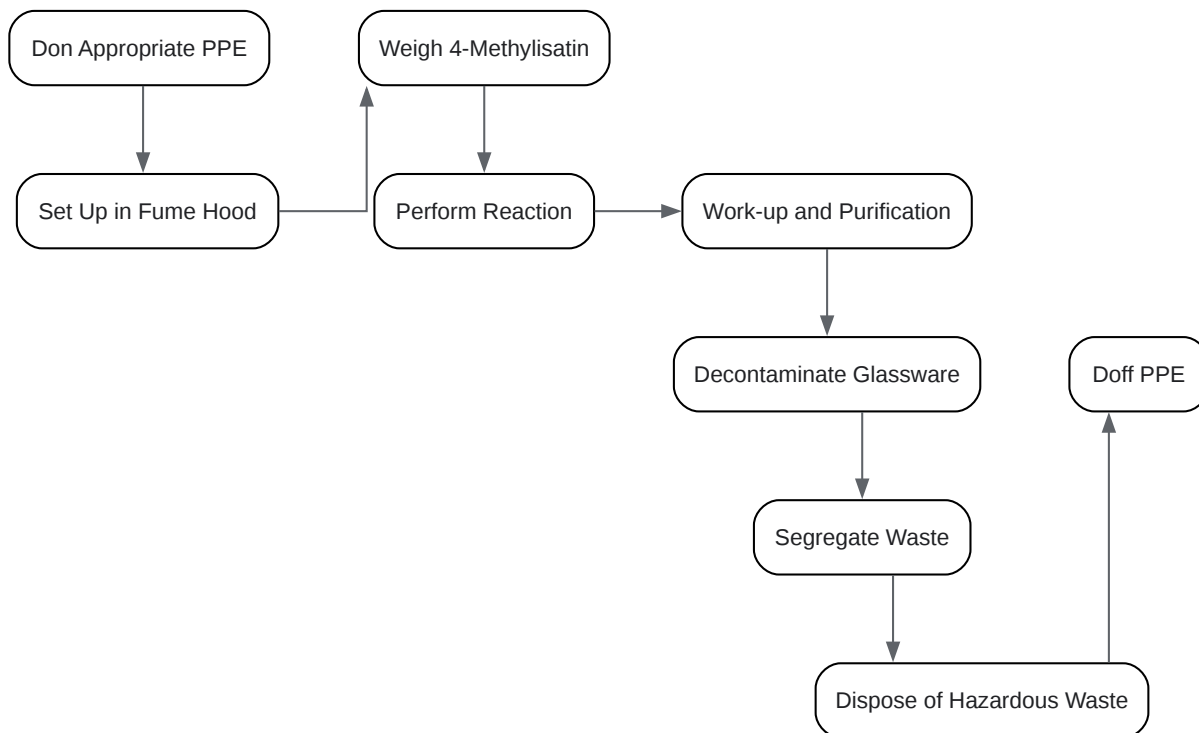 Don Appropriate PPE
Weigh 4-Methylisatin
Set Up in Fume Hood
Perform Reaction
Work-up and Purification
Decontaminate Glassware
Doff PPE
Segregate Waste
Dispose of Hazardous Waste